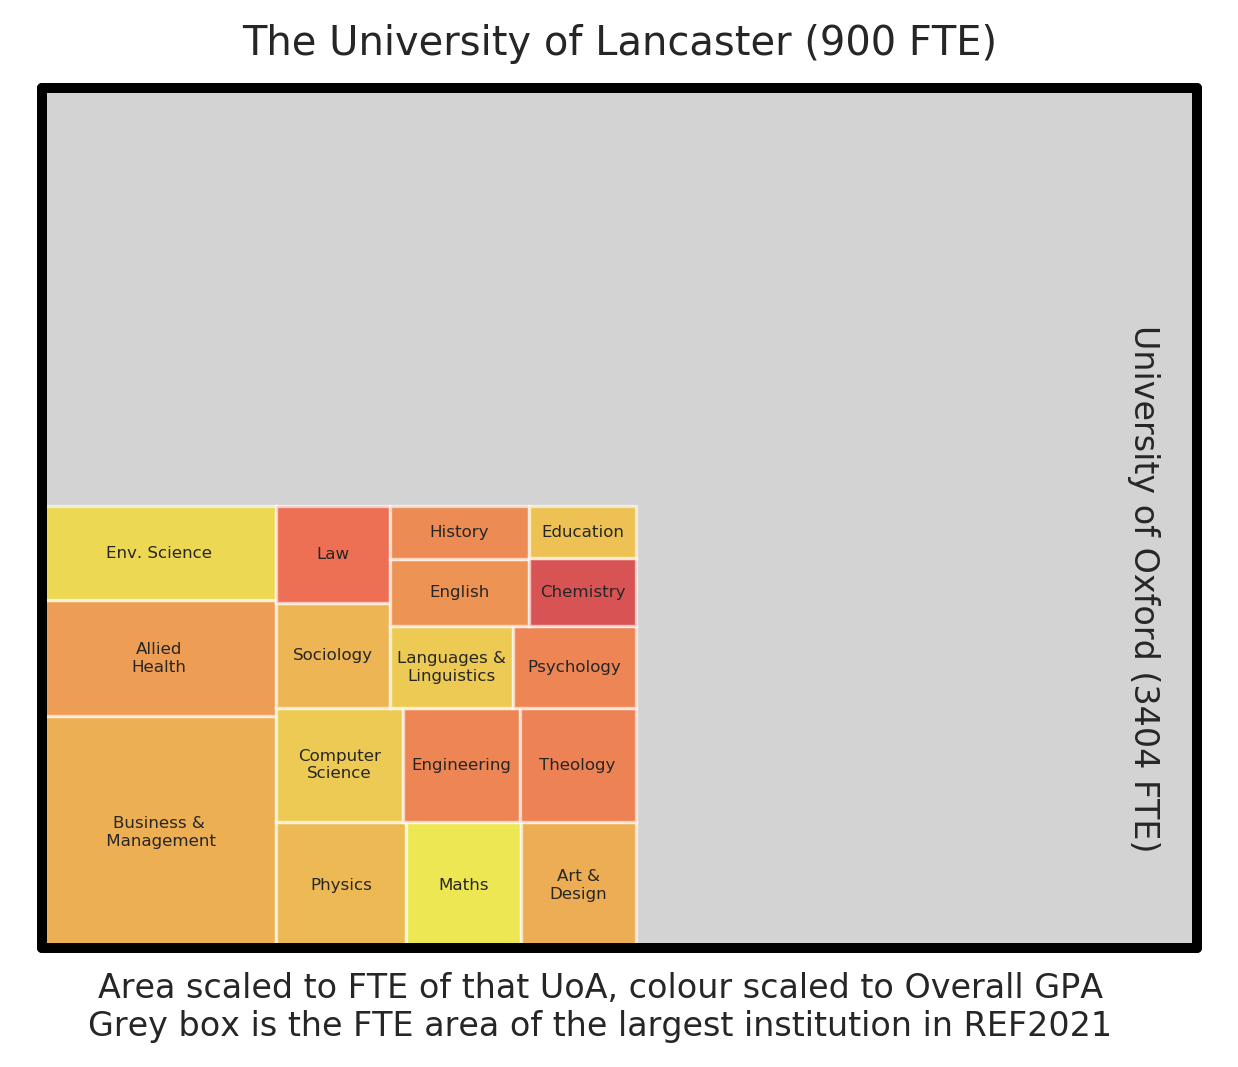 The University of Lancaster (900 FTE)
Env. Science
Law
History
Education
English
Chemistry
Allied
Health
Sociology
Languages &
Linguistics
Psychology
Business &
Management
Computer
Science
Engineering
Theology
Physics
Maths
Art &
Design
University of Oxford (3404 FTE)
Area scaled to FTE of that UoA, colour scaled to Overall GPA
Grey box is the FTE area of the largest institution in REF2021